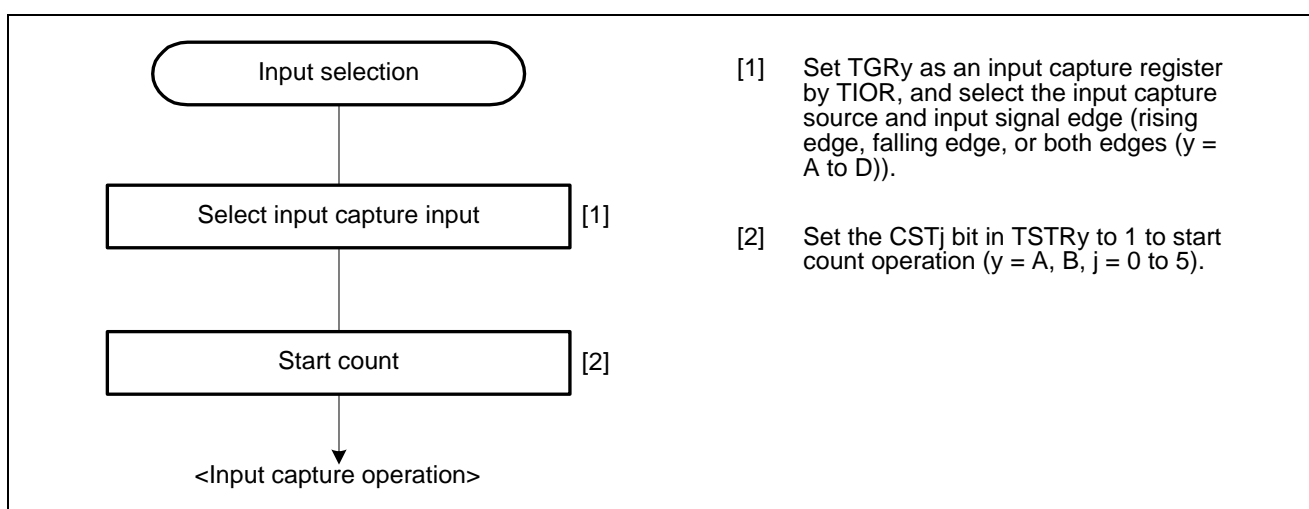 Input selection
Select input capture input
[1]
Start count
[2]
<Input capture operation>
[1] Set TGRy as an input capture register
by TIOR, and select the input capture
source and input signal edge (rising
edge, falling edge, or both edges (y =
A to D)).
[2] Set the CSTj bit in TSTRy to 1 to start
count operation (y = A, B, j = 0 to 5).